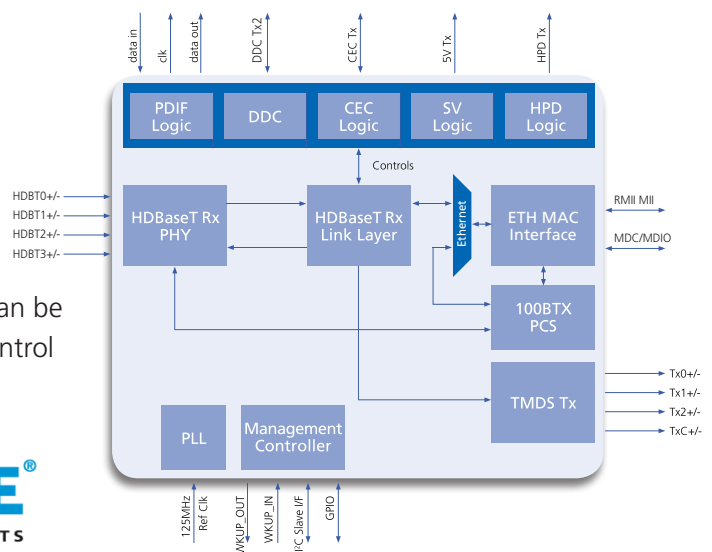 data in
clk
data out
DDC Tx2
CEC Tx
5V Tx
HPD Tx
PDIF
Logic
DDC
CEC
Logic
SV
Logic
HPD
Logic
Controls
HDBT0+/-
HDBT1+/-
HDBT2+/-
HDBT3+/-
HDBaseT Rx
PHY
HDBaseT Rx
Link Layer
Ethernet
ETH MAC
Interface
RMII MII
MDC/MDIO
an be
ntrol
100BTX
PCS
TMDS Tx
Tx0+/-
Tx1+/-
Tx2+/-
TxC+/-
PLL
Management
Controller
125MHz
Ref Clk
WKUP_OUT
WKUP_IN
I²C Slave I/F
GPIO
E®
TS